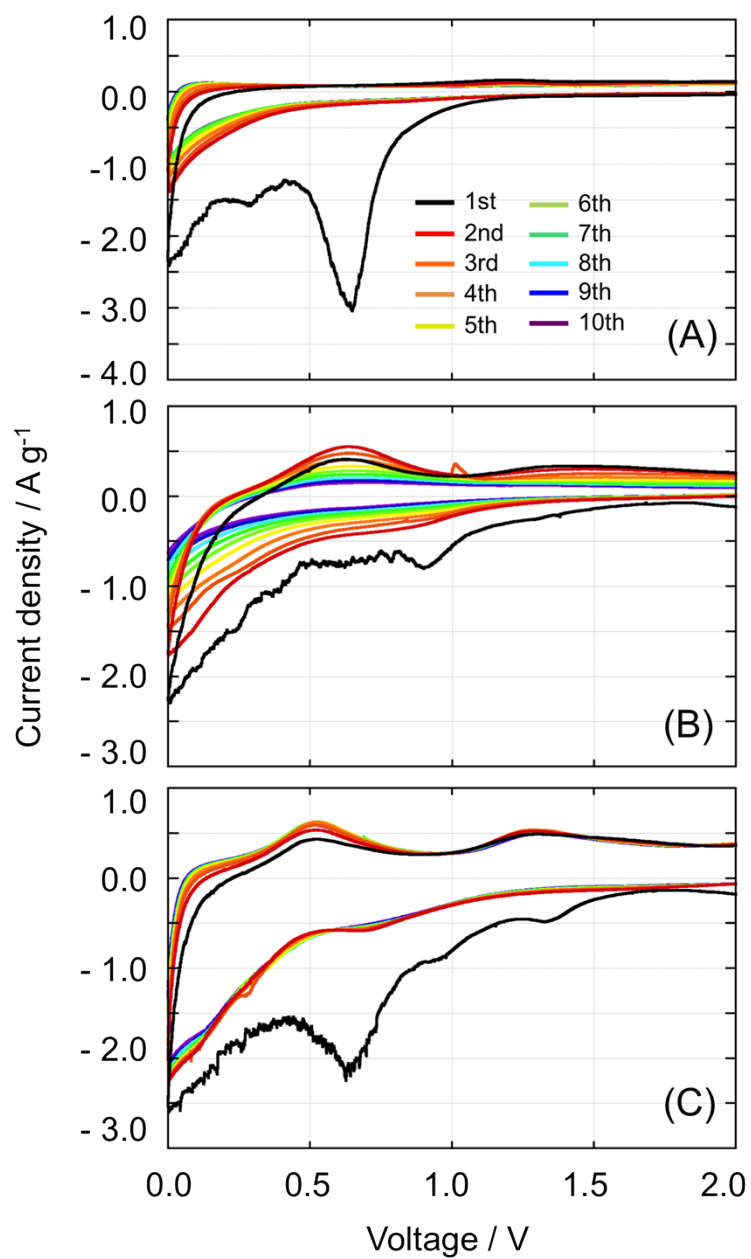 1.0
0.0
-1.0
- 2.0
- 3.0
- 4.0
1st
2nd
3rd
4th
5th
6th
7th
8th
9th
10th
(A)
1.0
0.0
- 1.0
- 2.0
- 3.0
(B)
1.0
0.0
- 1.0
- 2.0
- 3.0
(C)
0.0 0.5 1.0 1.5 2.0
Current density / A g⁻¹
Voltage / V